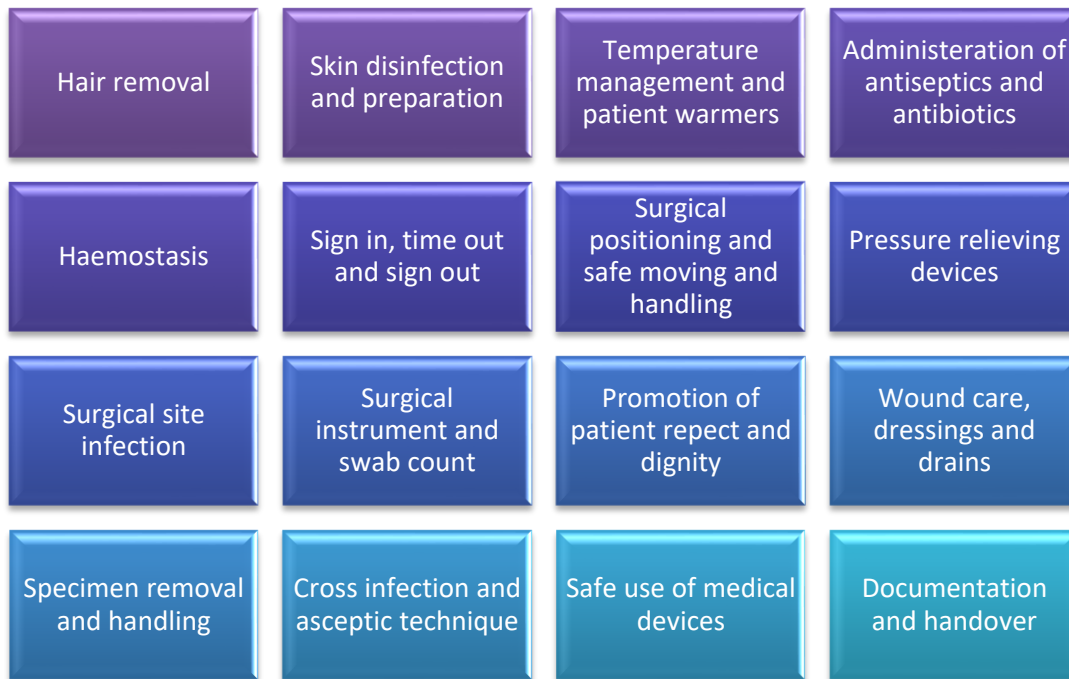 Hair removal
Skin disinfection
and preparation
Temperature
management and
patient warmers
Administeration of
antiseptics and
antibiotics
Haemostasis
Sign in, time out
and sign out
Surgical
positioning and
safe moving and
handling
Pressure relieving
devices
Surgical site
infection
Surgical
instrument and
swab count
Promotion of
patient repect and
dignity
Wound care,
dressings and
drains
Specimen removal
and handling
Cross infection and
asceptic technique
Safe use of medical
devices
Documentation
and handover